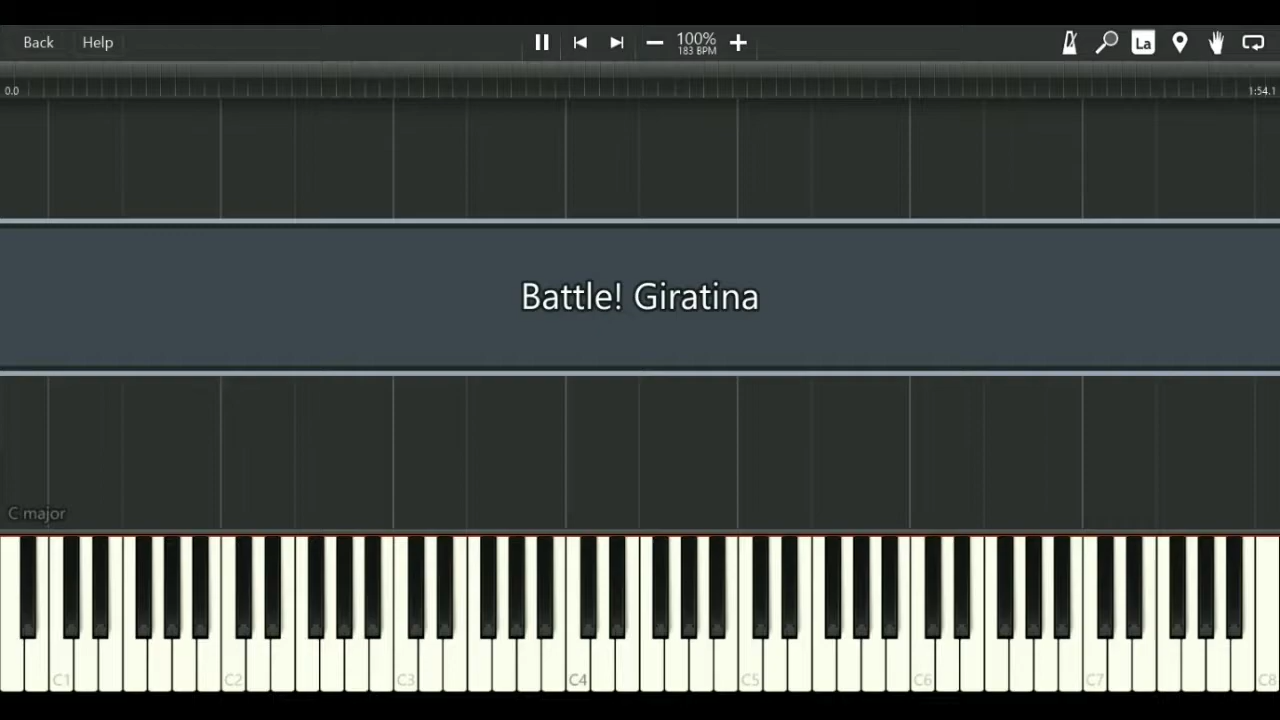 Back Help 100% La
183 BPM
0.0 1:54.1
Battle! Giratina
C major
C1 C2 C3 C4 C5 C6 C7 C8